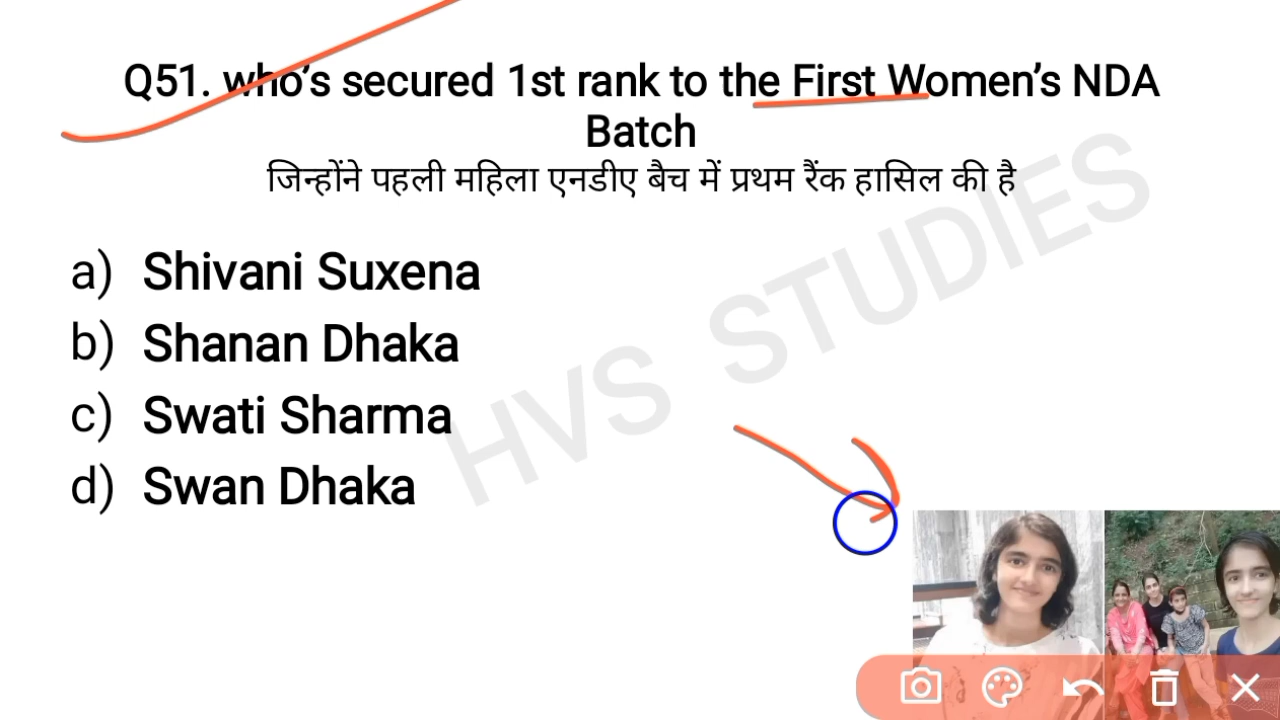 Q51. who’s secured 1st rank to the First Women’s NDA
Batch
जिन्होंने पहली महिला एनडीए बैच में प्रथम रैंक हासिल की है
a) Shivani Suxena
b) Shanan Dhaka
c) Swati Sharma
d) Swan Dhaka
HVS STUDIES